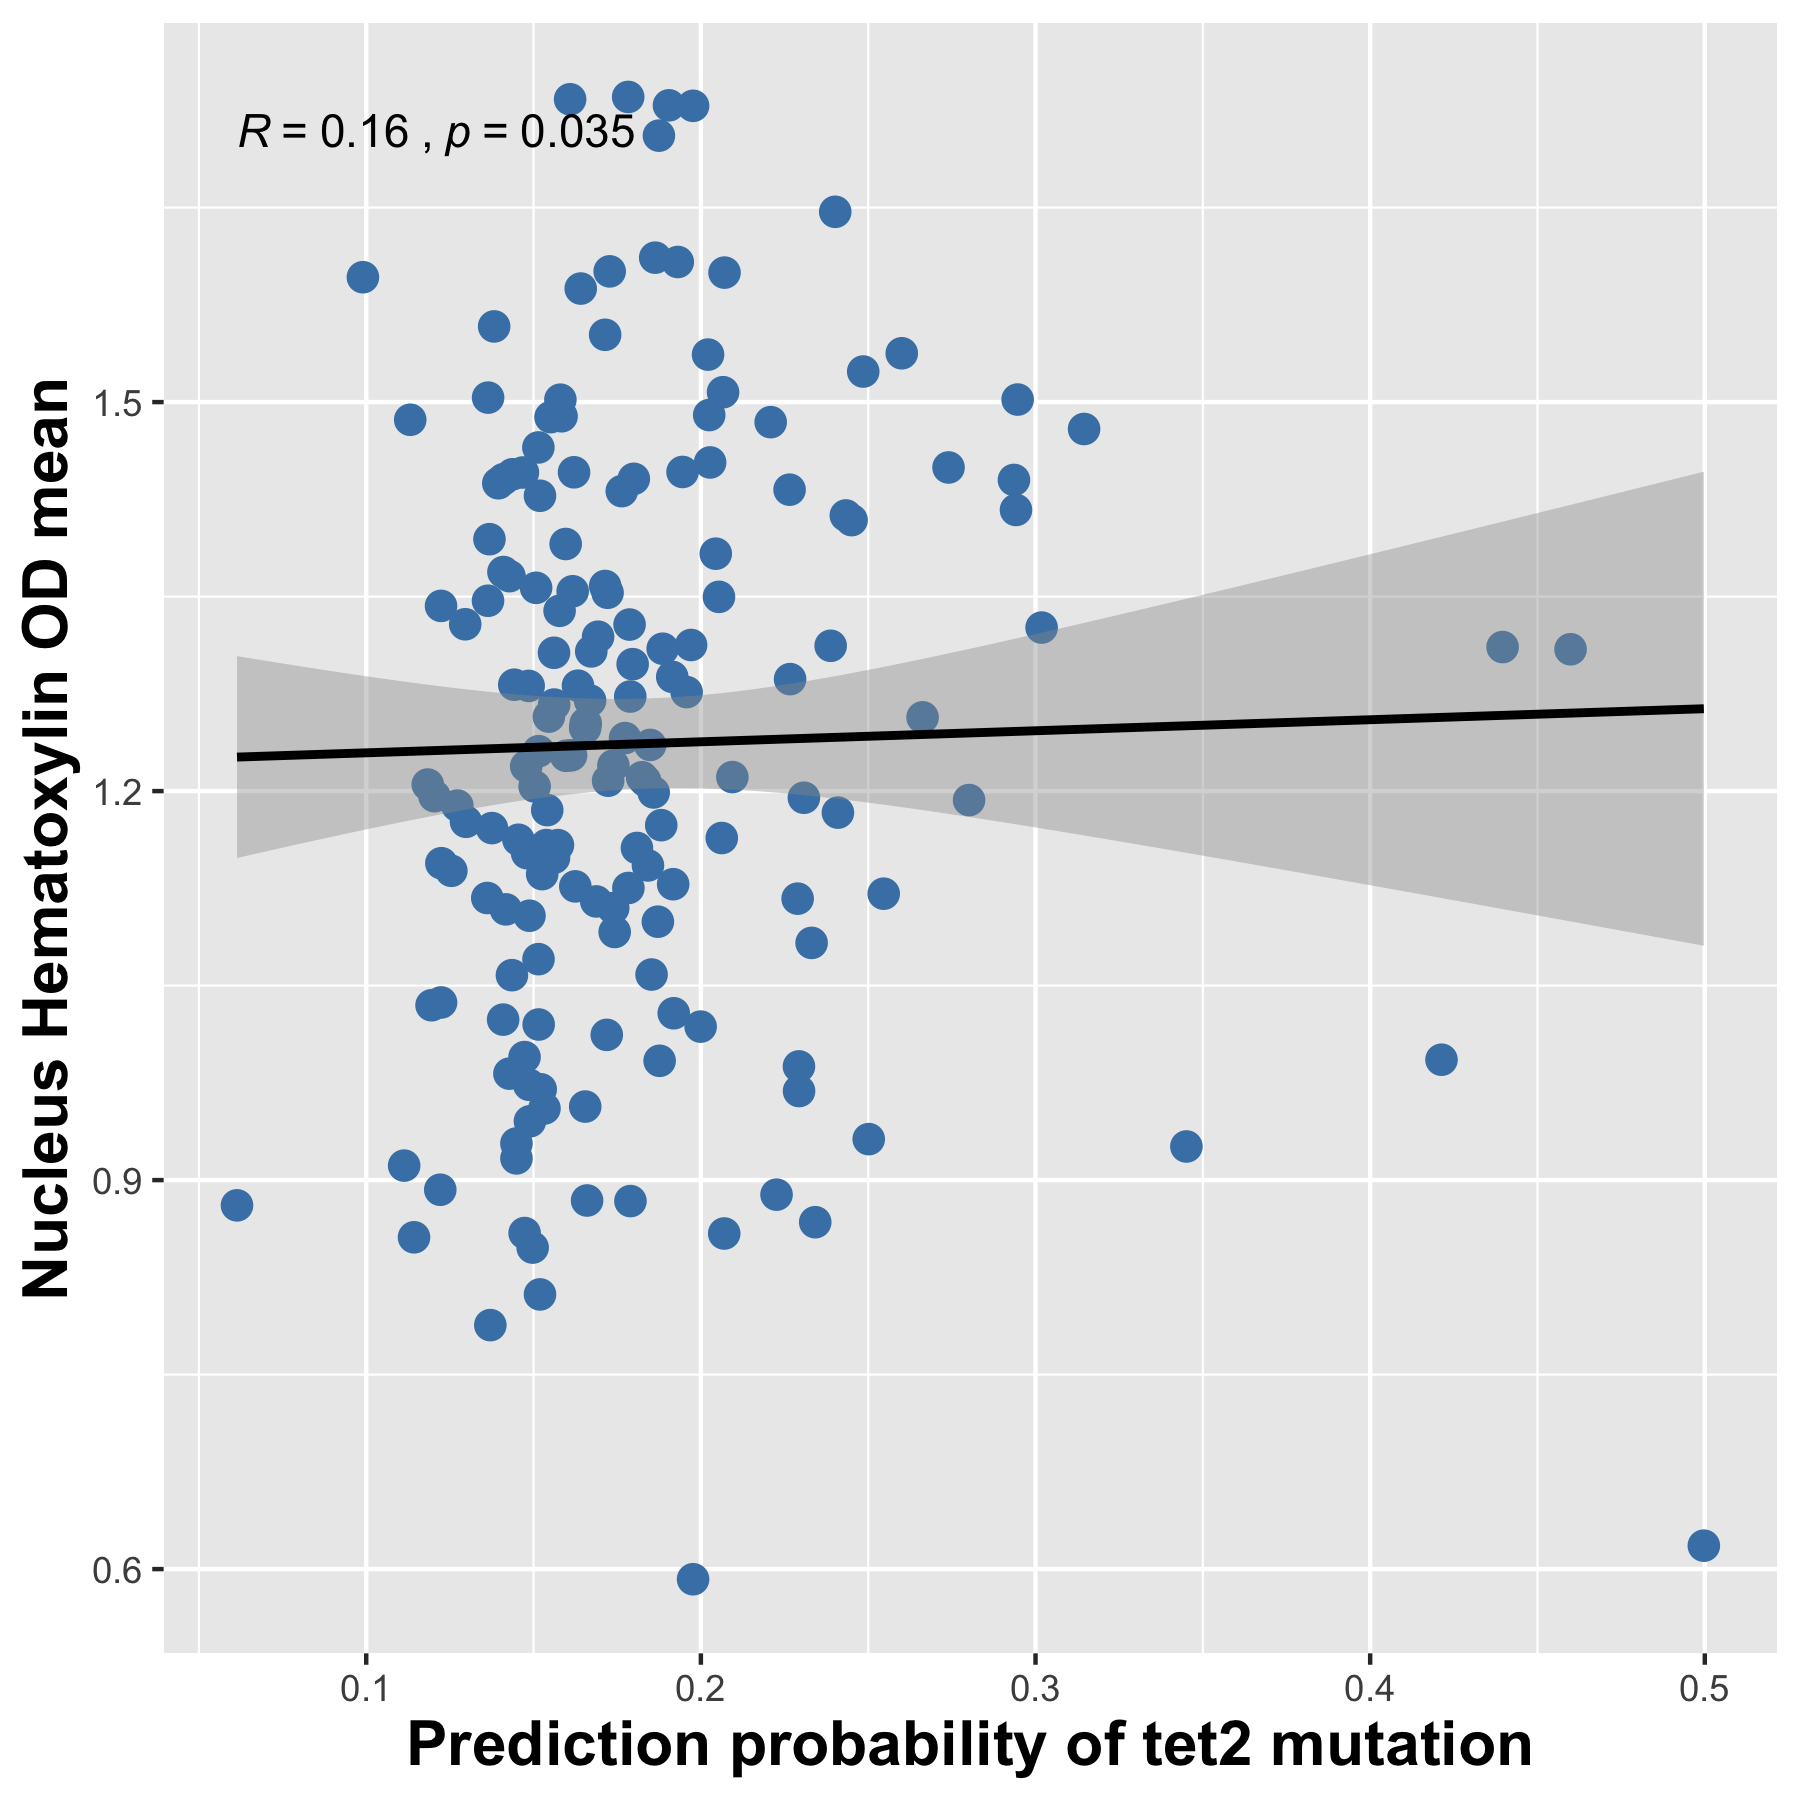 R = 0.16 , p = 0.035
Nucleus Hematoxylin OD mean
1.5
1.2
0.9
0.6
0.1 0.2 0.3 0.4 0.5
Prediction probability of tet2 mutation